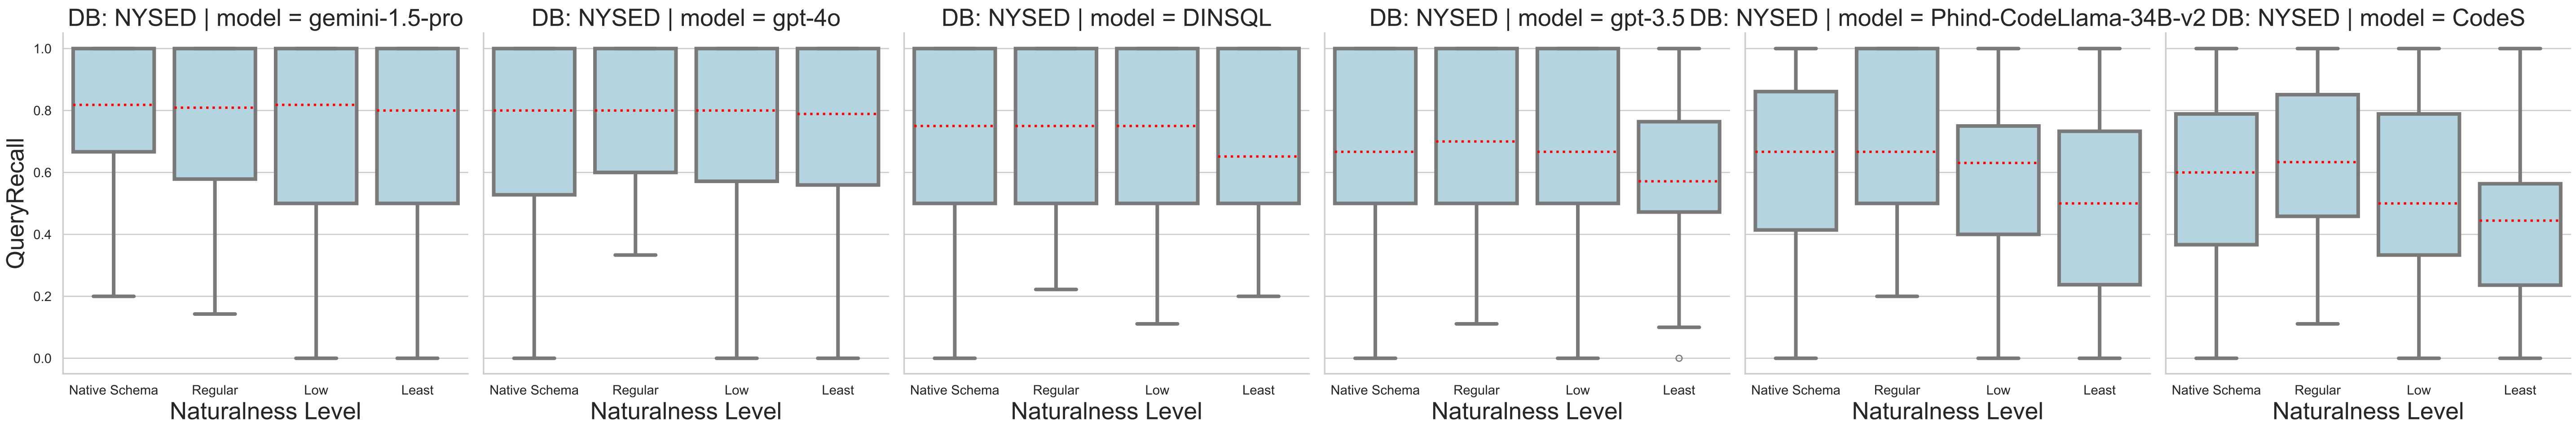 DB: NYSED | model = gemini-1.5-pro
DB: NYSED | model = gpt-4o
DB: NYSED | model = DINSQL
DB: NYSED | model = gpt-3.5
DB: NYSED | model = Phind-CodeLlama-34B-v2
DB: NYSED | model = CodeS
QueryRecall
1.0
0.8
0.6
0.4
0.2
0.0
Native Schema Regular Low Least
Native Schema Regular Low Least
Native Schema Regular Low Least
Native Schema Regular Low Least
Native Schema Regular Low Least
Native Schema Regular Low Least
Naturalness Level
Naturalness Level
Naturalness Level
Naturalness Level
Naturalness Level
Naturalness Level